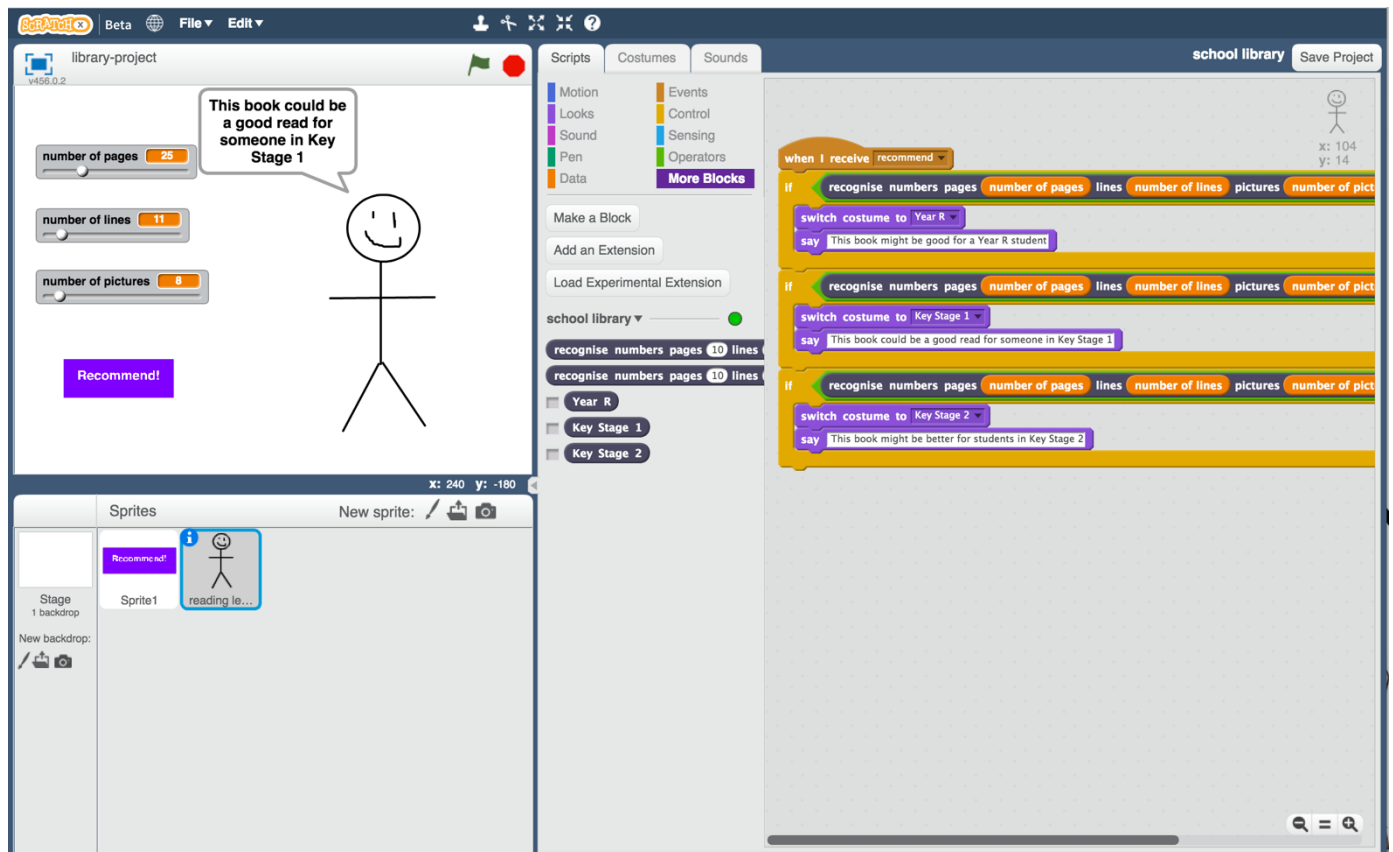 SCRATCHX Beta File▼ Edit▼
library-project
v456.0.2
This book could be
a good read for
someone in Key
Stage 1
number of pages 25
number of lines 11
number of pictures 8
Recommend!
x: 240 y: -180
Sprites New sprite:
Stage
1 backdrop
New backdrop:
Recommend!
Sprite1
reading le...
Scripts Costumes Sounds
school library Save Project
Motion Events
Looks Control
Sound Sensing
Pen Operators
Data More Blocks
Make a Block
Add an Extension
Load Experimental Extension
school library▼
recognise numbers pages 10 lines
recognise numbers pages 10 lines
Year R
Key Stage 1
Key Stage 2
x: 104
y: 14
when I receive recommend
if recognise numbers pages number of pages lines number of lines pictures number of pict
switch costume to Year R
say This book might be good for a Year R student
if recognise numbers pages number of pages lines number of lines pictures number of pict
switch costume to Key Stage 1
say This book could be a good read for someone in Key Stage 1
if recognise numbers pages number of pages lines number of lines pictures number of pict
switch costume to Key Stage 2
say This book might be better for students in Key Stage 2